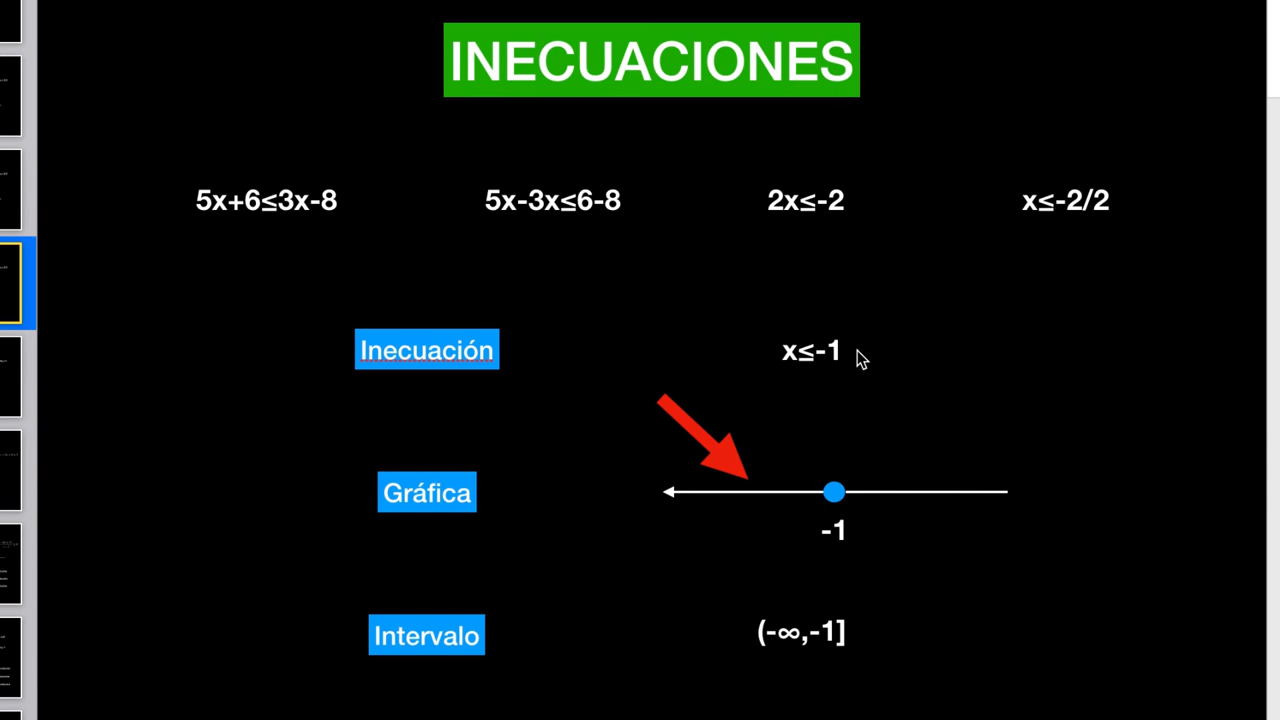 INECUACIONES
5x+6≤3x-8 5x-3x≤6-8 2x≤-2 x≤-2/2
Inecuación x≤-1
Gráfica
-1
Intervalo (-∞,-1]